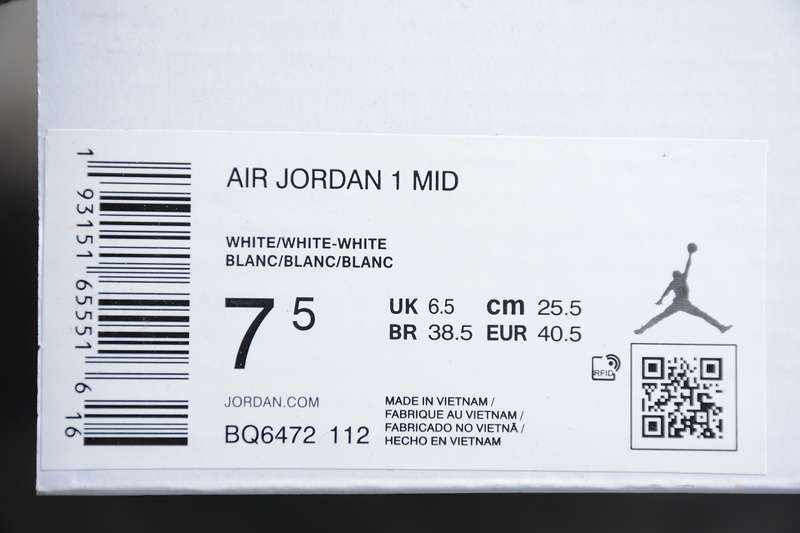 1 93151 65551 6 16
AIR JORDAN 1 MID
WHITE/WHITE-WHITE
BLANC/BLANC/BLANC
7 5
UK 6.5 cm 25.5
BR 38.5 EUR 40.5
RFID
JORDAN.COM
BQ6472 112
MADE IN VIETNAM /
FABRIQUE AU VIETNAM /
FABRICADO NO VIETNÃ /
HECHO EN VIETNAM